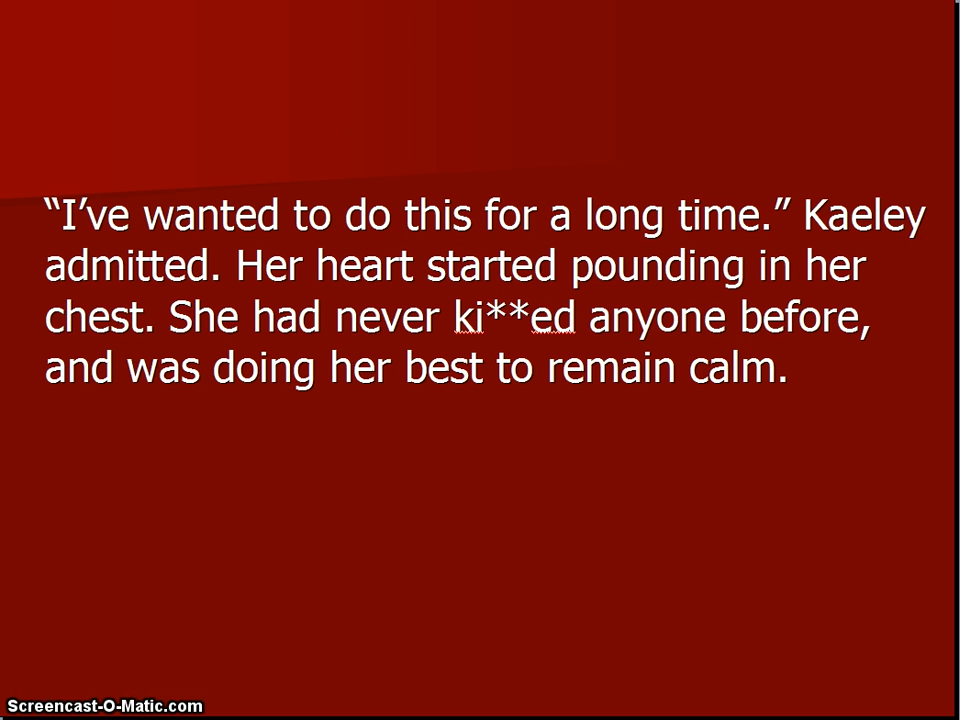 “I’ve wanted to do this for a long time.” Kaeley
admitted. Her heart started pounding in her
chest. She had never ki**ed anyone before,
and was doing her best to remain calm.
Screencast-O-Matic.com